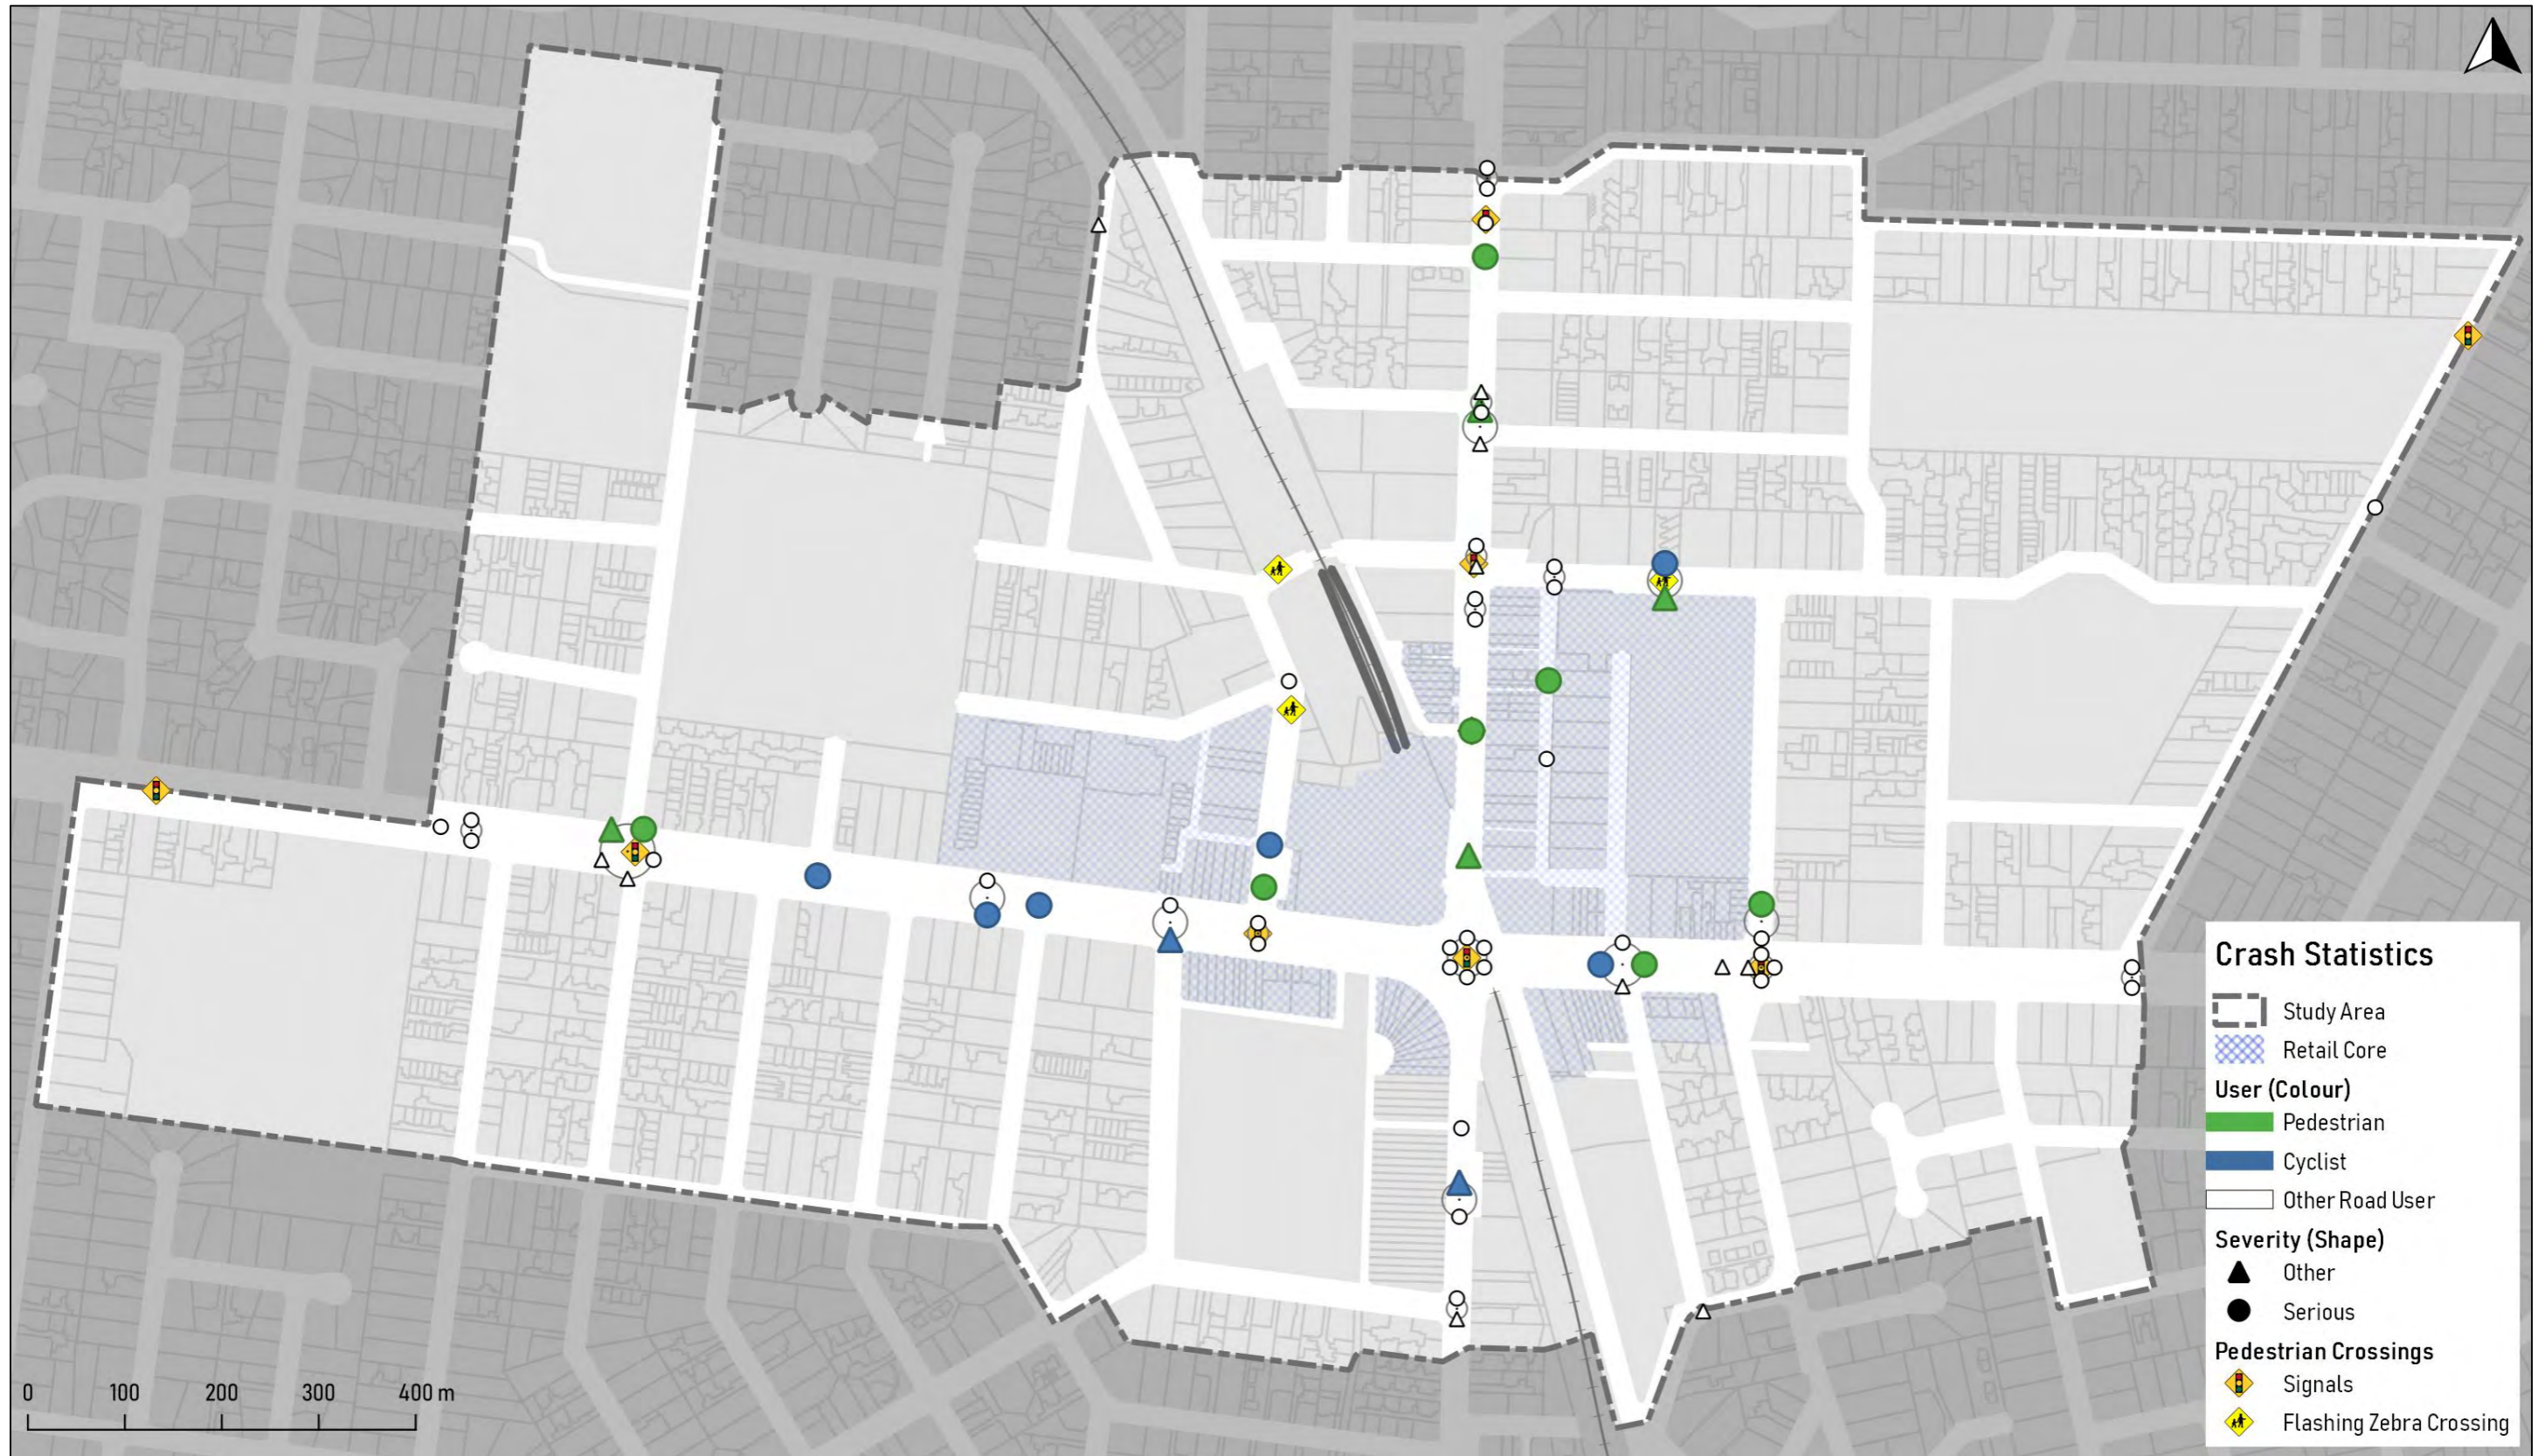 Crash Statistics
Study Area
Retail Core
User (Colour)
Pedestrian
Cyclist
Other Road User
Severity (Shape)
Other
Serious
Pedestrian Crossings
Signals
Flashing Zebra Crossing
0 100 200 300 400 m